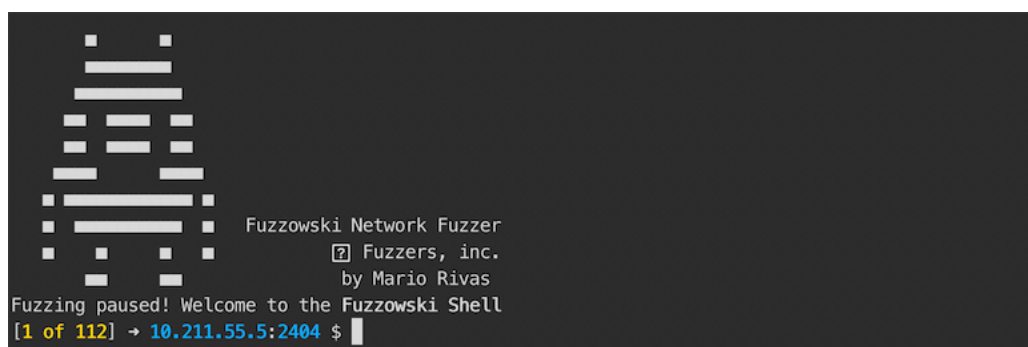 Fuzzowski Network Fuzzer
? Fuzzers, inc.
by Mario Rivas
Fuzzing paused! Welcome to the Fuzzowski Shell
[1 of 112] → 10.211.55.5:2404 $